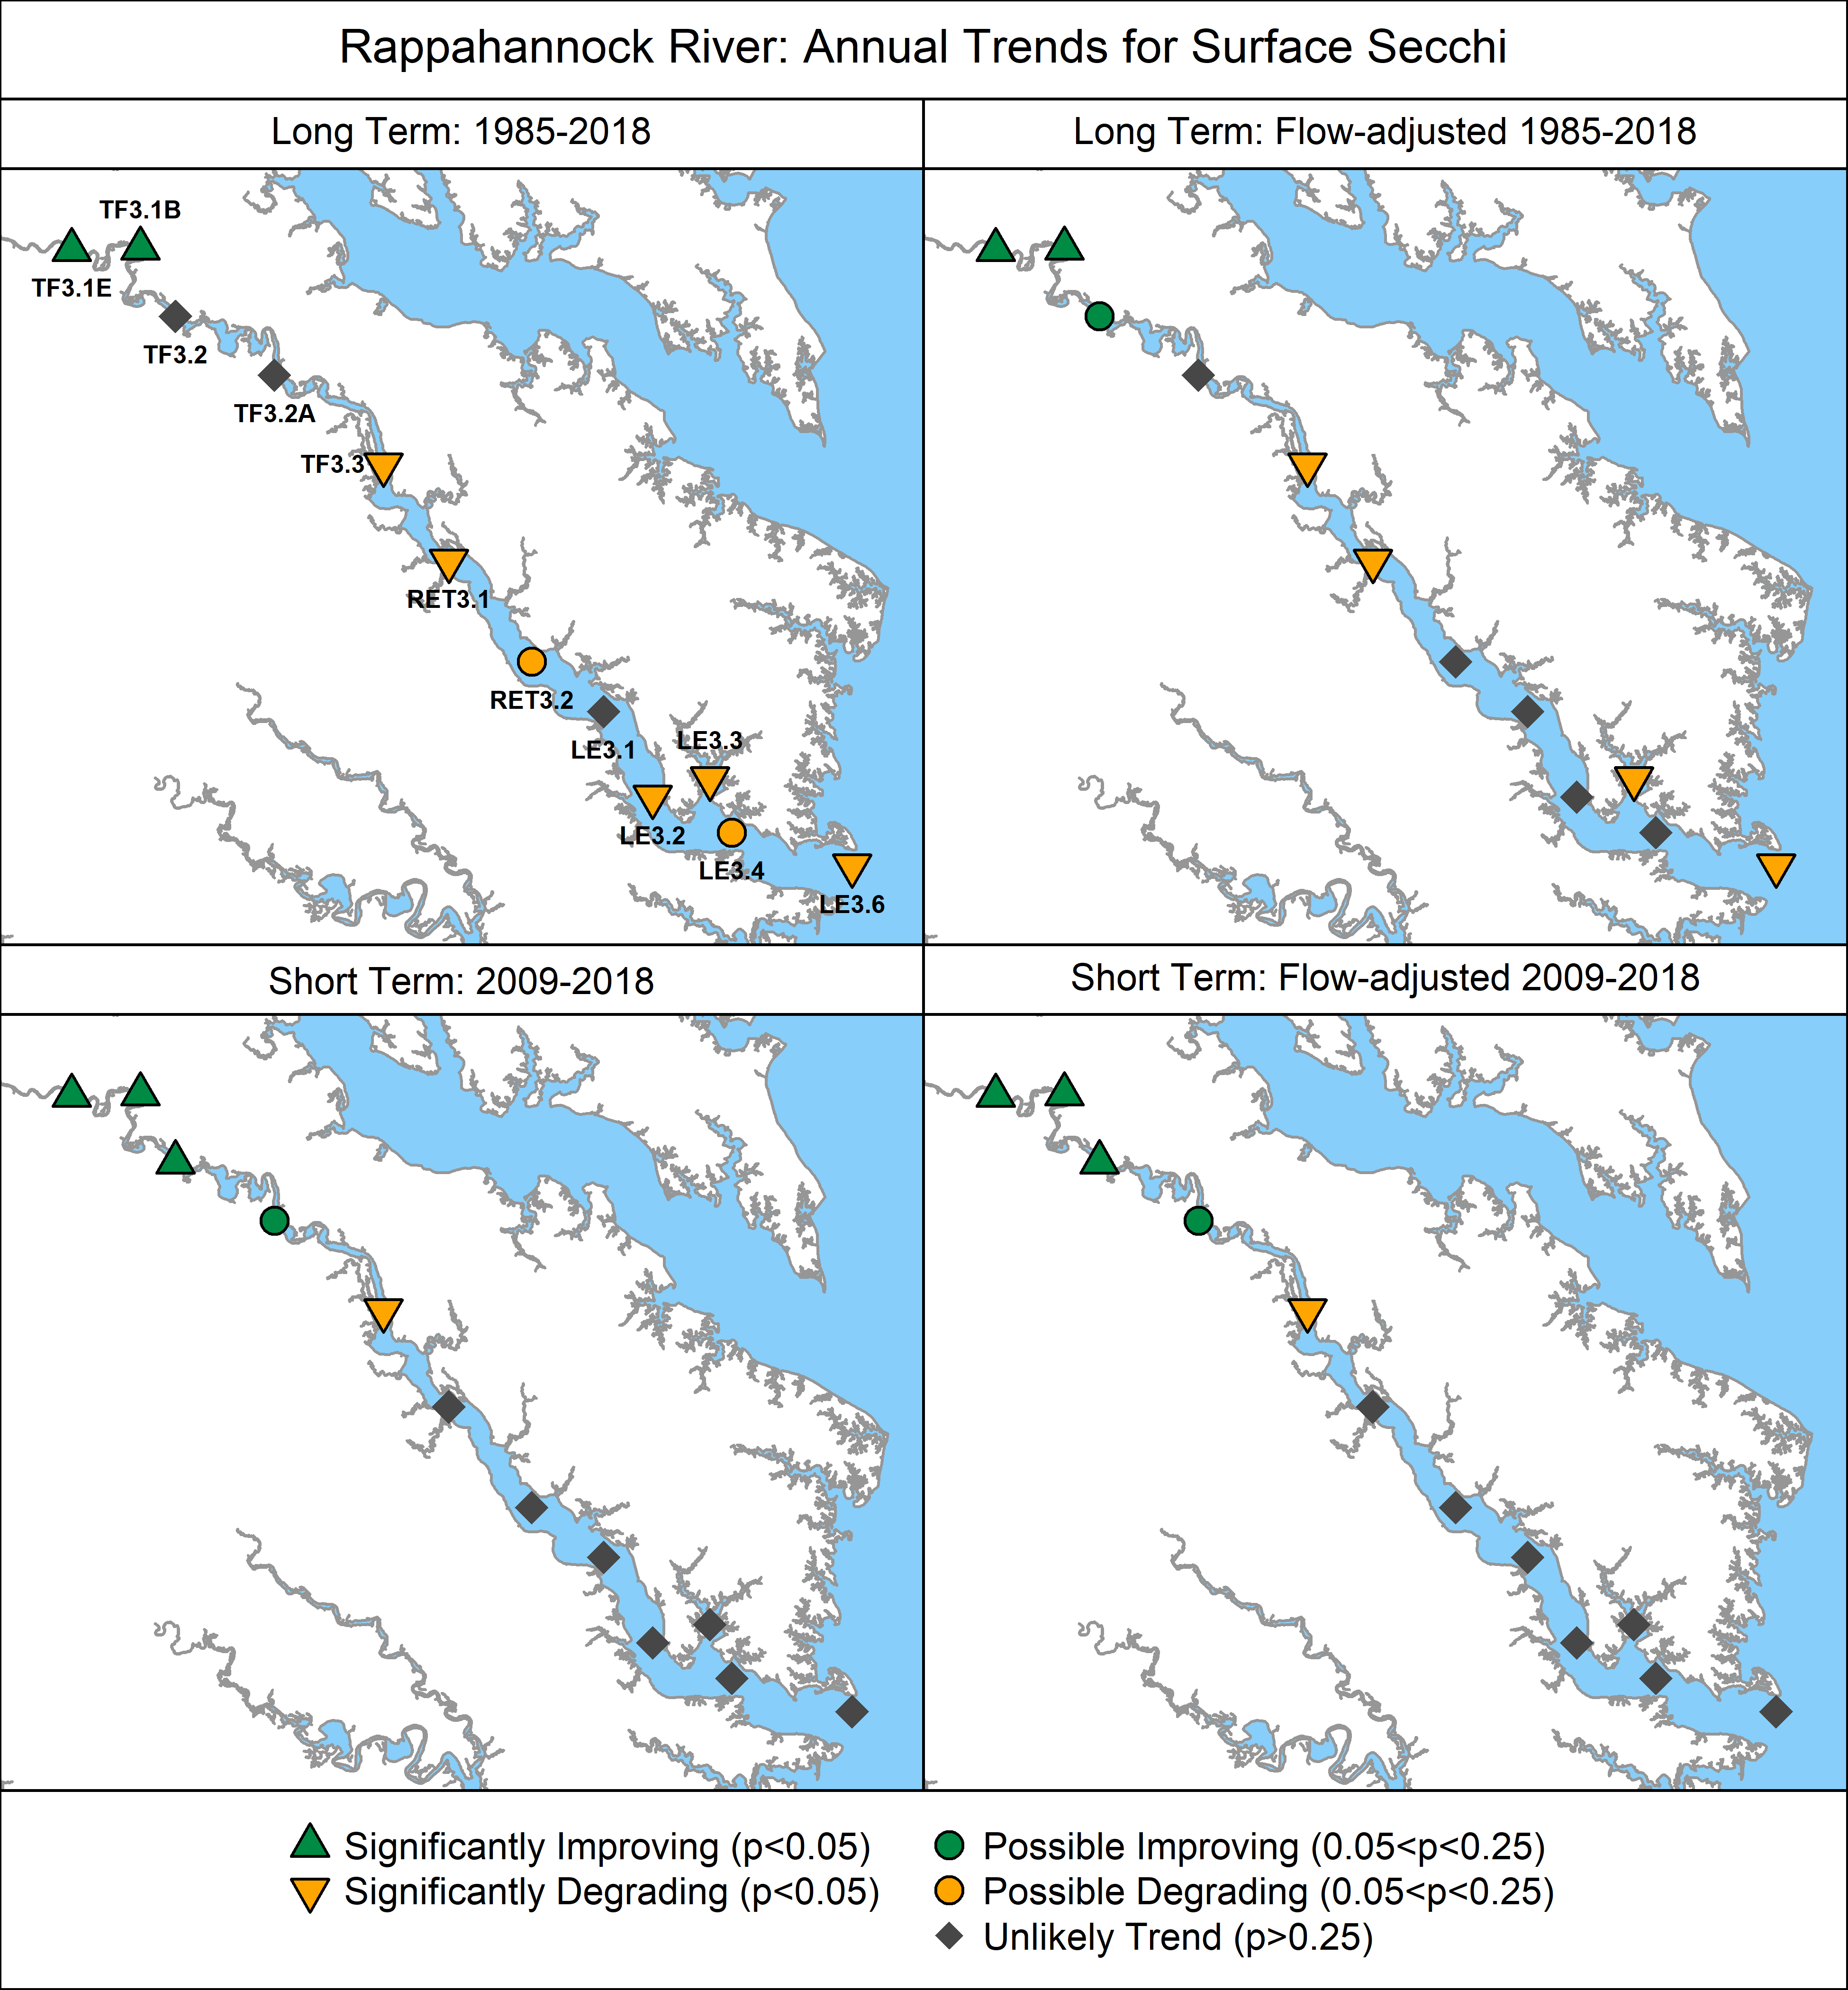 Rappahannock River: Annual Trends for Surface Secchi
Long Term: 1985-2018
Long Term: Flow-adjusted 1985-2018
TF3.1B
TF3.1E
TF3.2
TF3.2A
TF3.3
RET3.1
RET3.2
LE3.1
LE3.3
LE3.2
LE3.4
LE3.6
Short Term: 2009-2018
Short Term: Flow-adjusted 2009-2018
Significantly Improving (p<0.05)
Possible Improving (0.05<p<0.25)
Significantly Degrading (p<0.05)
Possible Degrading (0.05<p<0.25)
Unlikely Trend (p>0.25)